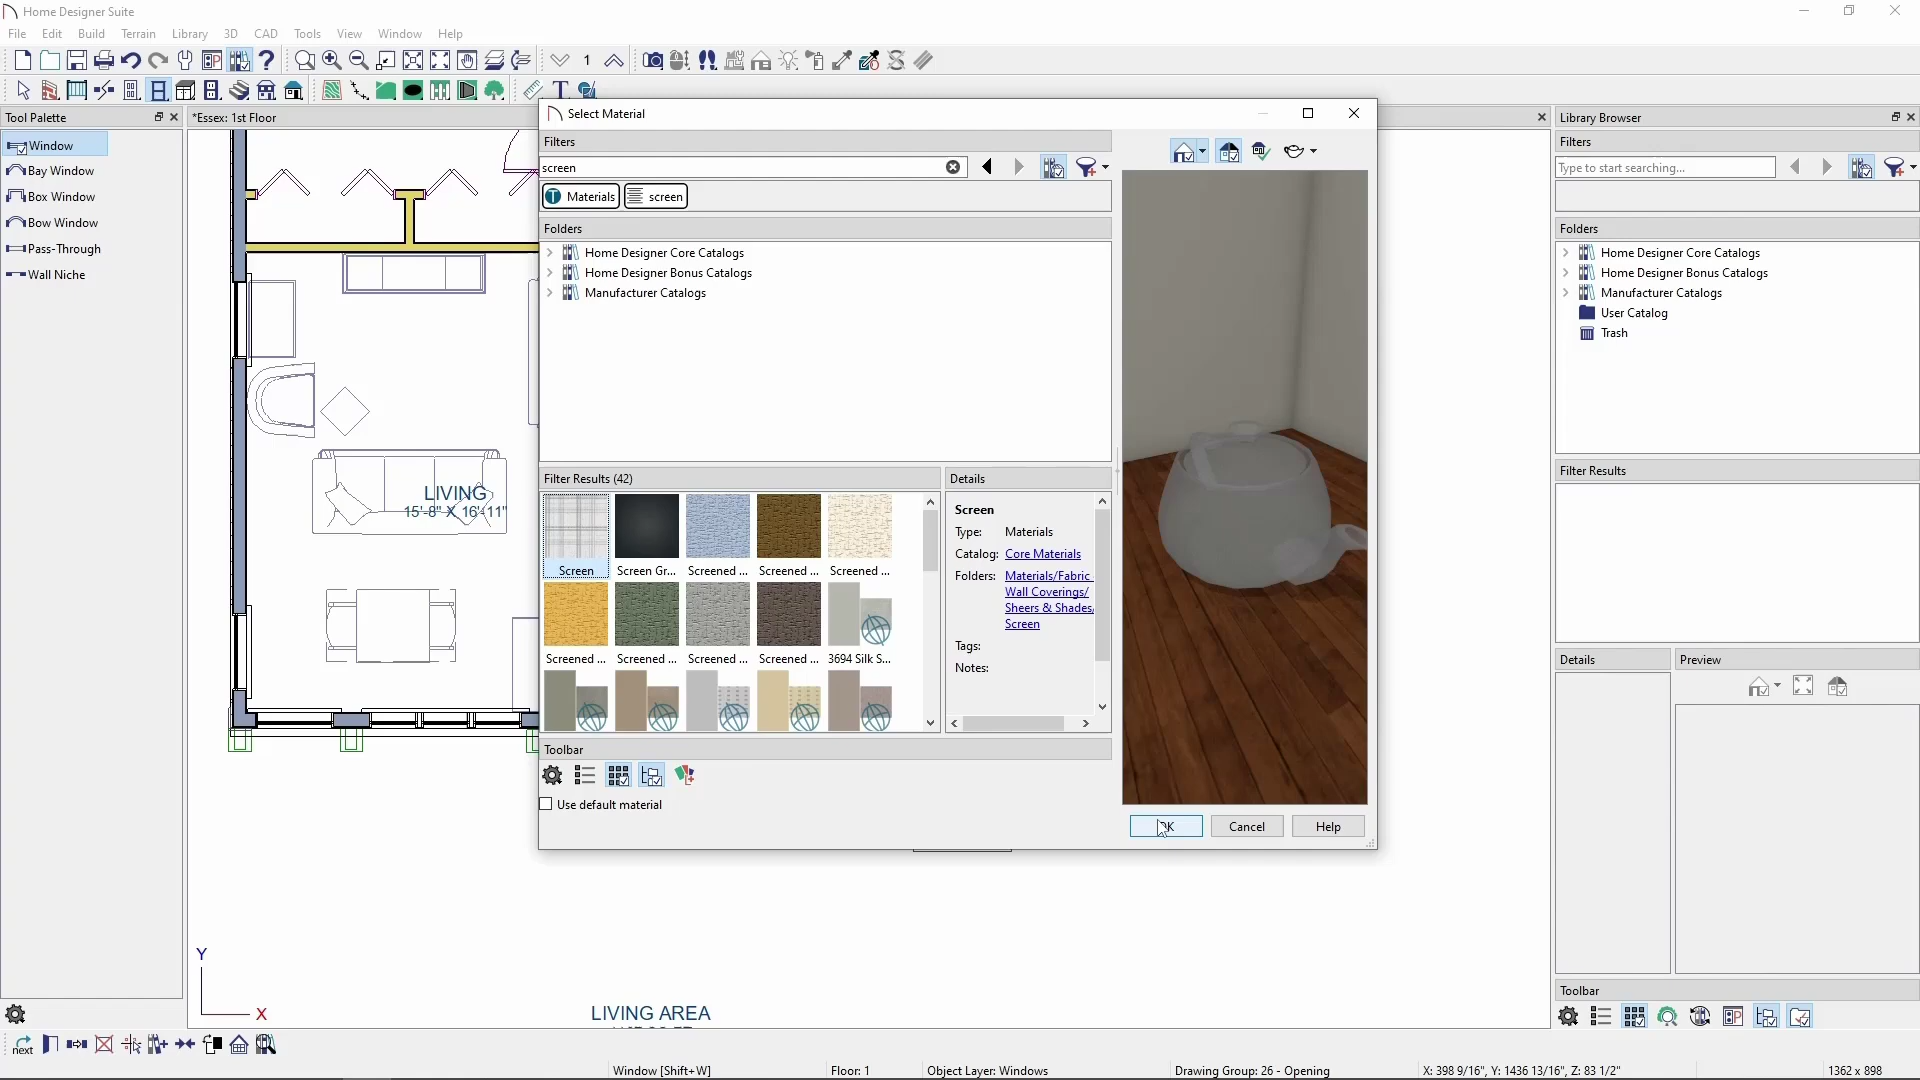 Home Designer Suite
File Edit Build Terrain Library 3D CAD Tools View Window Help
1
Tool Palette
*Essex: 1st Floor
Window
Bay Window
Box Window
Bow Window
Pass-Through
Wall Niche
LIVING
15'-8" X 16'-11"
Y
X
LIVING AREA
Select Material
Filters
screen
Materials
screen
Folders
Home Designer Core Catalogs
Home Designer Bonus Catalogs
Manufacturer Catalogs
Filter Results (42)
Screen
Screen Gr...
Screened ...
Screened ...
Screened ...
Screened ...
Screened ...
Screened ...
Screened ...
3694 Silk S...
Details
Screen
Type: Materials
Catalog: Core Materials
Folders: Materials/Fabric
Wall Coverings/
Sheers & Shades/
Screen
Tags:
Notes:
Toolbar
Use default material
OK
Cancel
Help
Library Browser
Filters
Type to start searching...
Folders
Home Designer Core Catalogs
Home Designer Bonus Catalogs
Manufacturer Catalogs
User Catalog
Trash
Filter Results
Details
Preview
Toolbar
next
Window [Shift+W]
Floor: 1
Object Layer: Windows
Drawing Group: 26 - Opening
X: 398 9/16", Y: 1436 13/16", Z: 83 1/2"
1362 x 898